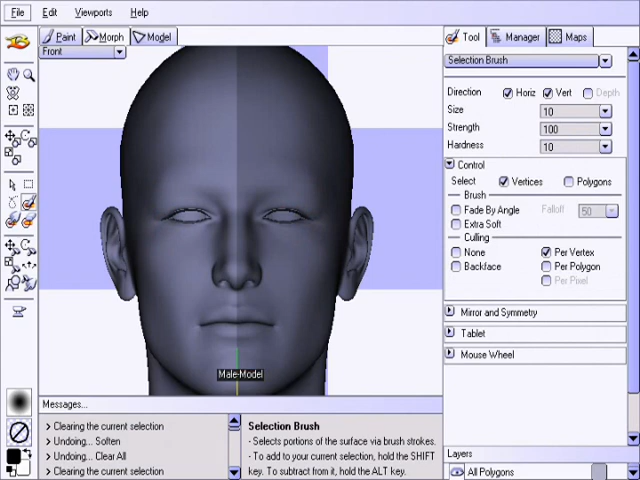 File Edit Viewports Help
Paint Morph Model
Tool Manager Maps
Front
Selection Brush
Direction Horiz Vert Depth
Size 10
Strength 100
Hardness 10
Control
Select Vertices Polygons
Brush
Fade By Angle Falloff 50
Extra Soft
Culling
None Per Vertex
Backface Per Polygon
Per Pixel
Mirror and Symmetry
Tablet
Mouse Wheel
Male-Model
Messages...
> Clearing the current selection
> Undoing... Soften
> Undoing... Clear All
> Clearing the current selection
Selection Brush
- Selects portions of the surface via brush strokes.
- To add to your current selection, hold the SHIFT
key. To subtract from it, hold the ALT key.
Layers
All Polygons